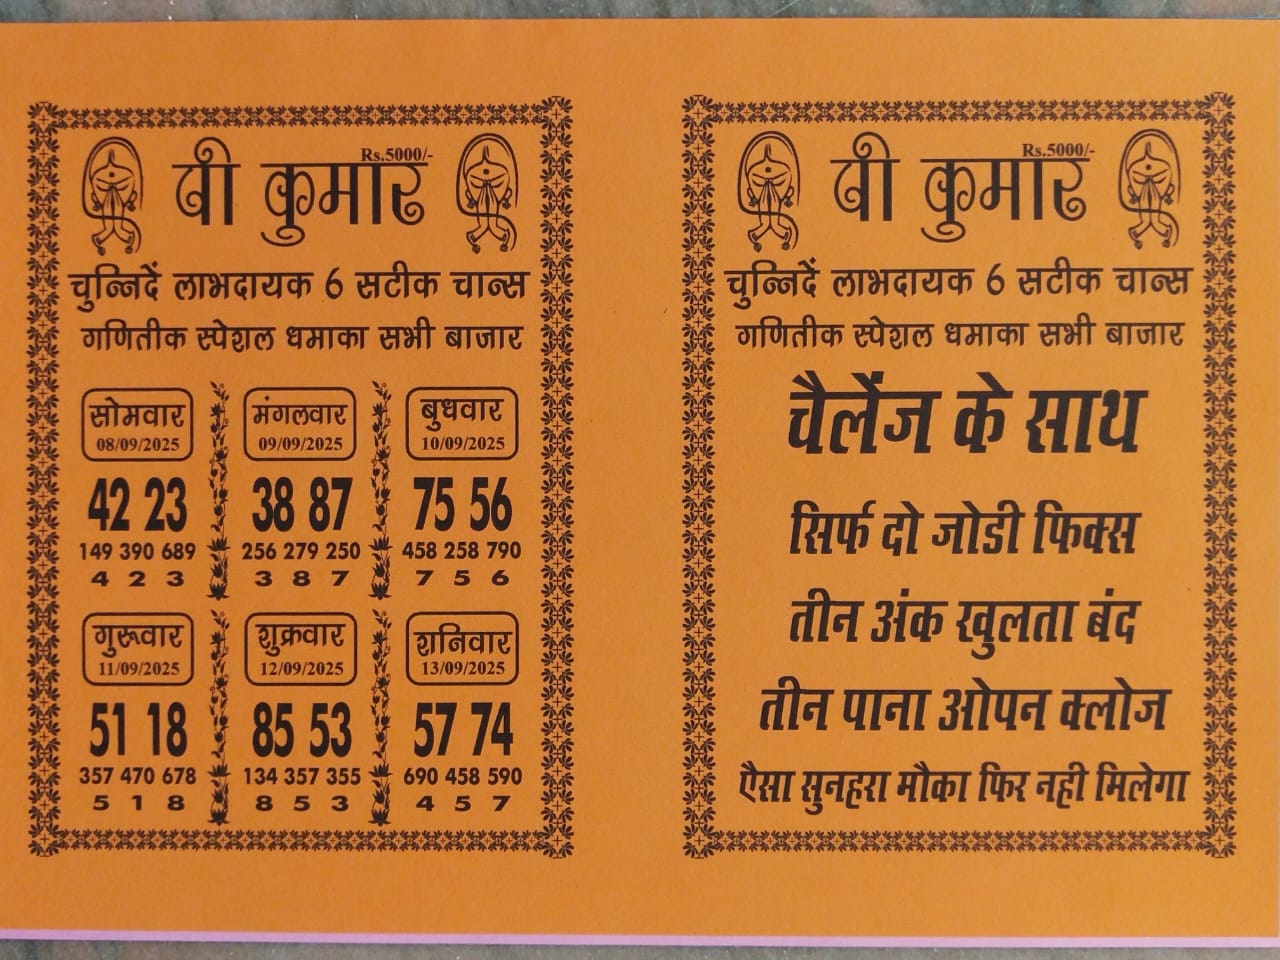 बी कुमार
Rs.5000/-
चुन्निदें लाभदायक 6 सटीक चान्स
गणितीक स्पेशल धमाका सभी बाजार
सोमवार
08/09/2025
42 23
149 390 689
4 2 3
मंगलवार
09/09/2025
38 87
256 279 250
3 8 7
बुधवार
10/09/2025
75 56
458 258 790
7 5 6
गुरूवार
11/09/2025
51 18
357 470 678
5 1 8
शुक्रवार
12/09/2025
85 53
134 357 355
8 5 3
शनिवार
13/09/2025
57 74
690 458 590
4 5 7
बी कुमार
Rs.5000/-
चुन्निदें लाभदायक 6 सटीक चान्स
गणितीक स्पेशल धमाका सभी बाजार
चैलेंज के साथ
सिर्फ दो जोडी फिक्स
तीन अंक खुलता बंद
तीन पाना ओपन क्लोज
ऐसा सुनहरा मौका फिर नही मिलेगा